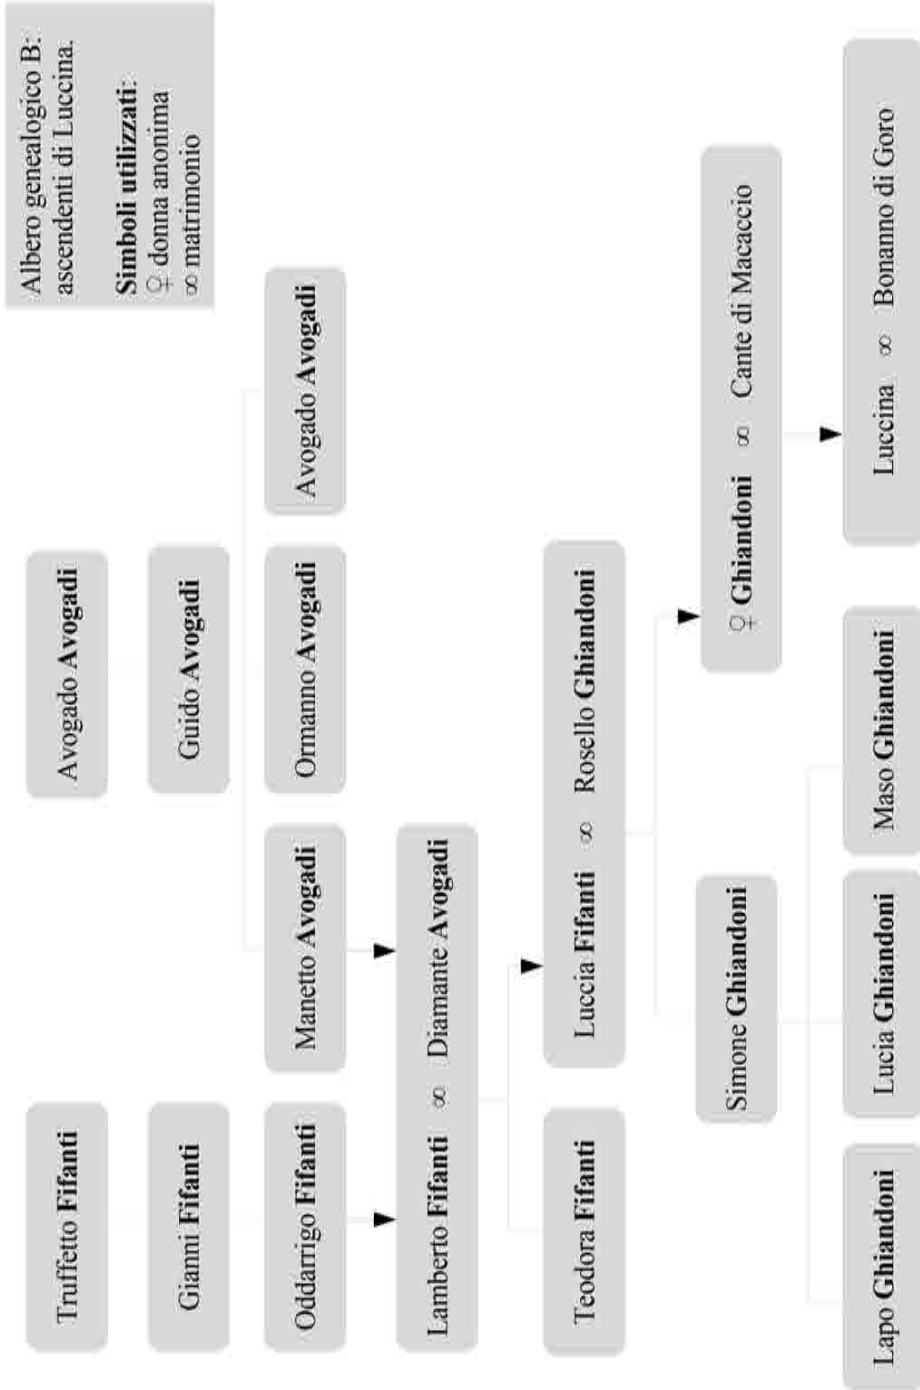 Albero genealogico B:
ascendenti di Luccina.
Simboli utilizzati:
♀ donna anonima
∞ matrimonio
Truffetto Fifanti
Avogado Avogadi
Gianni Fifanti
Guido Avogadi
Oddarrigo Fifanti
Manetto Avogadi
Ormanno Avogadi
Avogado Avogadi
Lamberto Fifanti ∞ Diamante Avogadi
Teodora Fifanti
Luccia Fifanti ∞ Rosello Ghiandoni
Simone Ghiandoni
♀ Ghiandoni ∞ Cante di Macaccio
Lapo Ghiandoni
Lucia Ghiandoni
Maso Ghiandoni
Luccina ∞ Bonanno di Goro